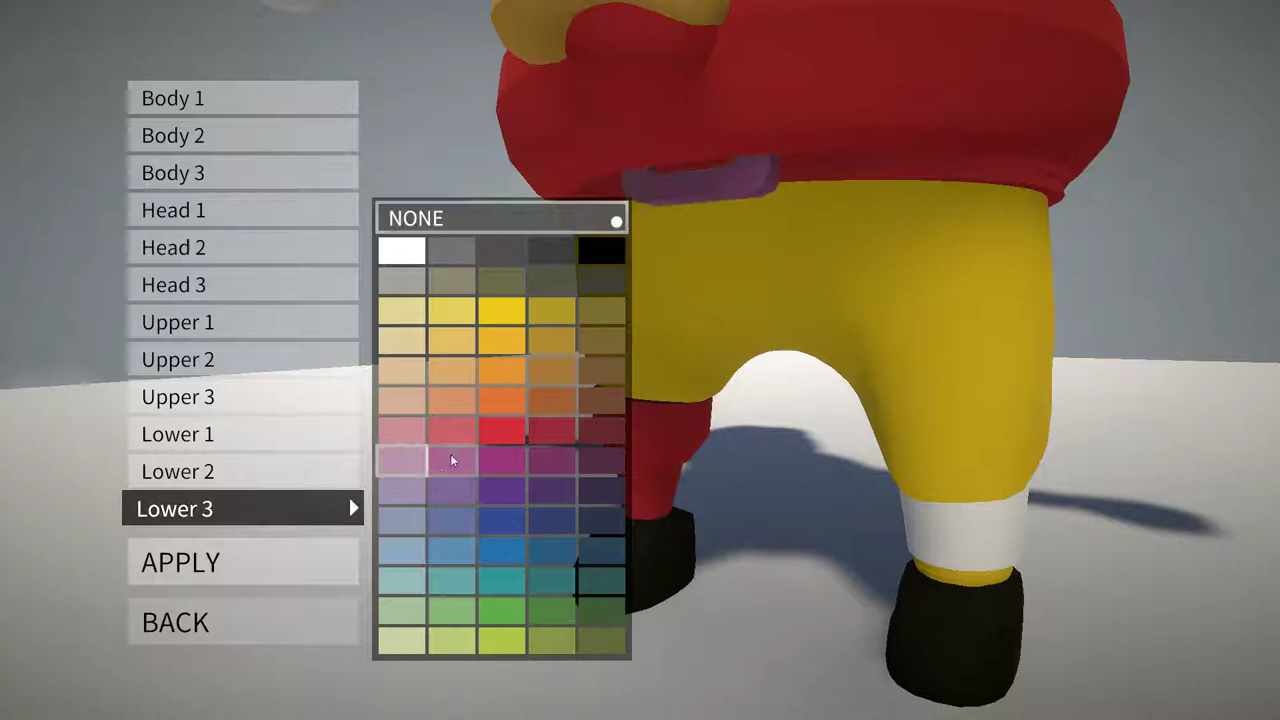 Body 1
Body 2
Body 3
Head 1
Head 2
Head 3
Upper 1
Upper 2
Upper 3
Lower 1
Lower 2
Lower 3
APPLY
BACK
NONE